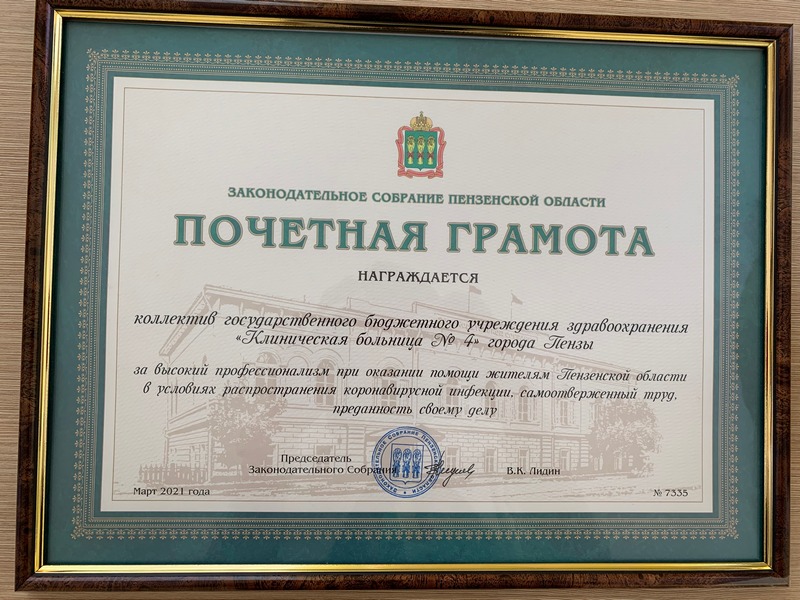 ЗАКОНОДАТЕЛЬНОЕ СОБРАНИЕ ПЕНЗЕНСКОЙ ОБЛАСТИ
ПОЧЕТНАЯ ГРАМОТА
НАГРАЖДАЕТСЯ
коллектив государственного бюджетного учреждения здравоохранения
«Клиническая больница № 4» города Пензы
за высокий профессионализм при оказании помощи жителям Пензенской области
в условиях распространения коронавирусной инфекции, самоотверженный труд,
преданность своему делу
Председатель
Законодательного Собрания
В.К. Лидин
Март 2021 года
№ 7335